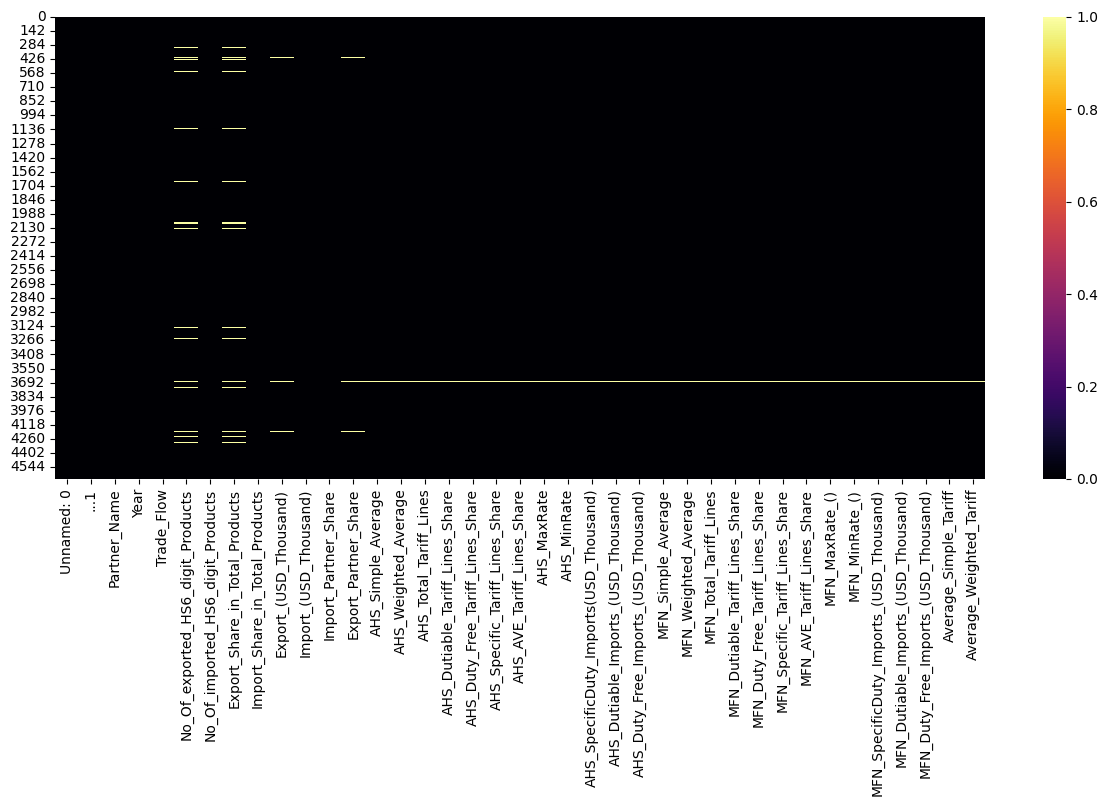 0
142
284
426
568
710
852
994
1136
1278
1420
1562
1704
1846
1988
2130
2272
2414
2556
2698
2840
2982
3124
3266
3408
3550
3692
3834
3976
4118
4260
4402
4544
Unnamed: 0
...1
Partner_Name
Year
Trade_Flow
No_Of_exported_HS6_digit_Products
No_Of_imported_HS6_digit_Products
Export_Share_in_Total_Products
Import_Share_in_Total_Products
Export_(USD_Thousand)
Import_(USD_Thousand)
Import_Partner_Share
Export_Partner_Share
AHS_Simple_Average
AHS_Weighted_Average
AHS_Total_Tariff_Lines
AHS_Dutiable_Tariff_Lines_Share
AHS_Duty_Free_Tariff_Lines_Share
AHS_Specific_Tariff_Lines_Share
AHS_AVE_Tariff_Lines_Share
AHS_MaxRate
AHS_MinRate
AHS_SpecificDuty_Imports(USD_Thousand)
AHS_Dutiable_Imports_(USD_Thousand)
AHS_Duty_Free_Imports_(USD_Thousand)
MFN_Simple_Average
MFN_Weighted_Average
MFN_Total_Tariff_Lines
MFN_Dutiable_Tariff_Lines_Share
MFN_Duty_Free_Tariff_Lines_Share
MFN_Specific_Tariff_Lines_Share
MFN_AVE_Tariff_Lines_Share
MFN_MaxRate_()
MFN_MinRate_()
MFN_SpecificDuty_Imports_(USD_Thousand)
MFN_Dutiable_Imports_(USD_Thousand)
MFN_Duty_Free_Imports_(USD_Thousand)
Average_Simple_Tariff
Average_Weighted_Tariff
1.0
0.8
0.6
0.4
0.2
0.0